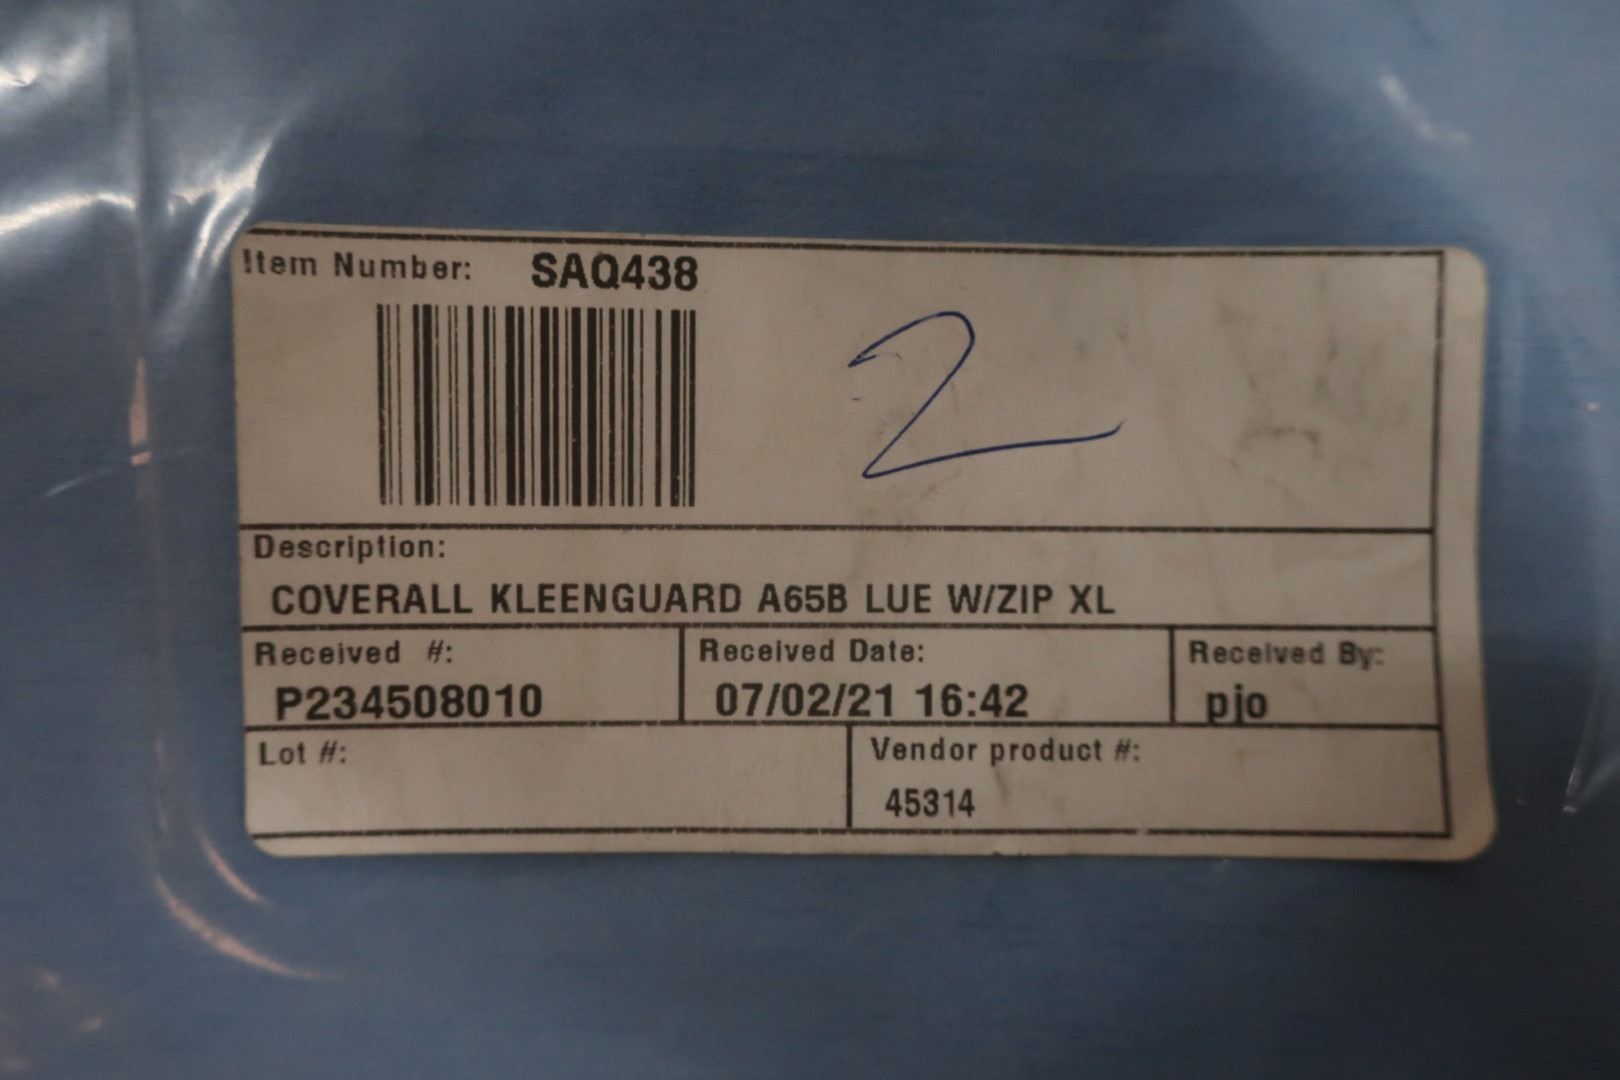 Item Number: SAQ438
2
Description:
COVERALL KLEENGUARD A65B LUE W/ZIP XL
Received #: Received Date: Received By:
P234508010 07/02/21 16:42 pjo
Lot #: Vendor product #:
45314